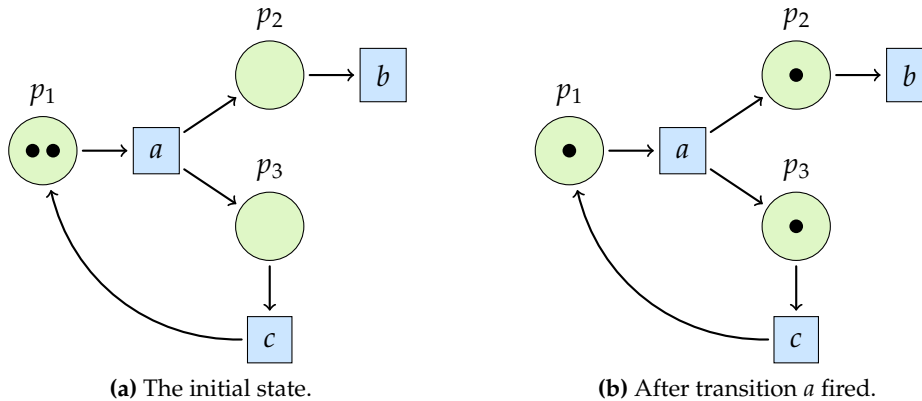 p2
b
p1
a
p3
c
(a) The initial state.
p2
b
p1
a
p3
c
(b) After transition a fired.